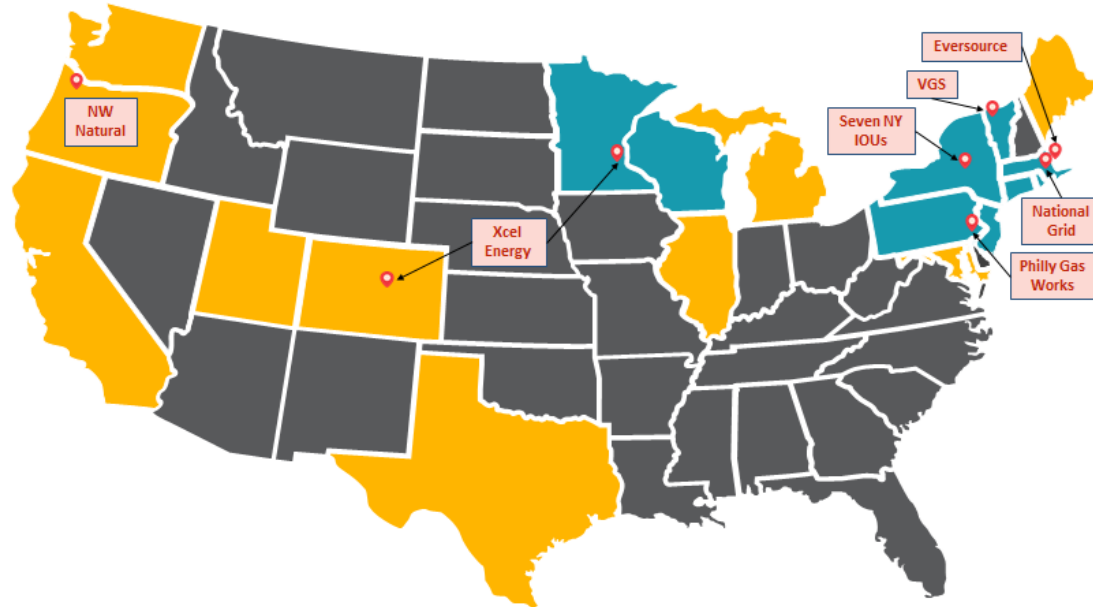 Eversource
VGS
NW
Natural
Seven NY
IOUs
National
Grid
Xcel
Energy
Philly Gas
Works